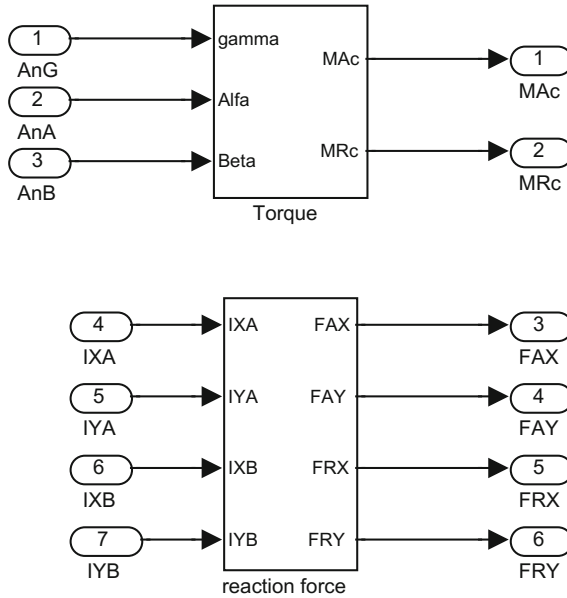 1
AnG
2
AnA
3
AnB
gamma
Alfa
Beta
MAc
MRc
Torque
1
MAc
2
MRc
4
IXA
5
IYA
6
IXB
7
IYB
IXA
IYA
IXB
IYB
FAX
FAY
FRX
FRY
reaction force
3
FAX
4
FAY
5
FRX
6
FRY